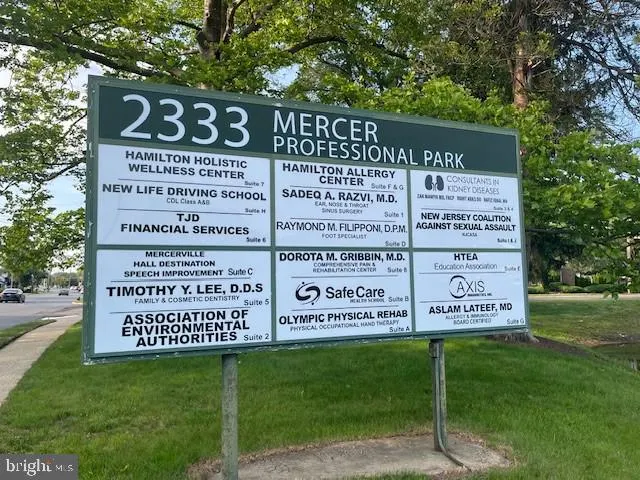 2333 MERCER
PROFESSIONAL PARK
HAMILTON HOLISTIC
WELLNESS CENTER Suite 7
NEW LIFE DRIVING SCHOOL
CDL Class A&B Suite H
TJD
FINANCIAL SERVICES Suite 6
HAMILTON ALLERGY
CENTER Suite F & G
SADEQ A. RAZVI, M.D.
EAR, NOSE & THROAT
SINUS SURGERY Suite 1
RAYMOND M. FILIPPONI, D.P.M.
FOOT SPECIALIST Suite D
CONSULTANTS IN
KIDNEY DISEASES
Suite 3 & 4
NEW JERSEY COALITION
AGAINST SEXUAL ASSAULT
NJCASA Suite I & J
MERCERVILLE
HALL DESTINATION
SPEECH IMPROVEMENT Suite C
TIMOTHY Y. LEE, D.D.S
FAMILY & COSMETIC DENTISTRY Suite 5
ASSOCIATION OF
ENVIRONMENTAL
AUTHORITIES Suite 2
DOROTA M. GRIBBIN, M.D.
COMPREHENSIVE PAIN &
REHABILITATION CENTER Suite 8
Safe Care
HEALTH SCHOOL Suite B
OLYMPIC PHYSICAL REHAB
PHYSICAL OCCUPATIONAL HAND THERAPY Suite A
HTEA
Education Association Suite E
AXIS
ASLAM LATEEF, MD
ALLERGY & IMMUNOLOGY
BOARD CERTIFIED Suite G
bright MLS